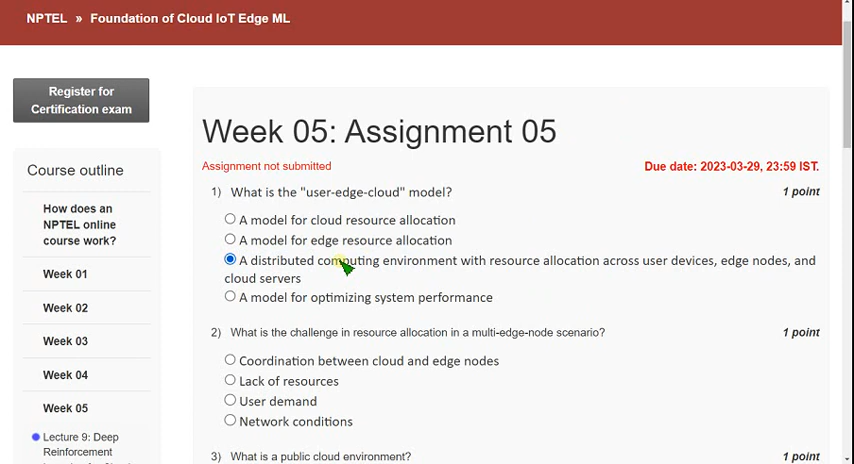 NPTEL » Foundation of Cloud IoT Edge ML
Register for
Certification exam
Course outline
How does an
NPTEL online
course work?
Week 01
Week 02
Week 03
Week 04
Week 05
Lecture 9: Deep
Reinforcement
Week 05: Assignment 05
Assignment not submitted Due date: 2023-03-29, 23:59 IST.
1) What is the "user-edge-cloud" model? 1 point
A model for cloud resource allocation
A model for edge resource allocation
A distributed computing environment with resource allocation across user devices, edge nodes, and
cloud servers
A model for optimizing system performance
2) What is the challenge in resource allocation in a multi-edge-node scenario? 1 point
Coordination between cloud and edge nodes
Lack of resources
User demand
Network conditions
3) What is a public cloud environment? 1 point